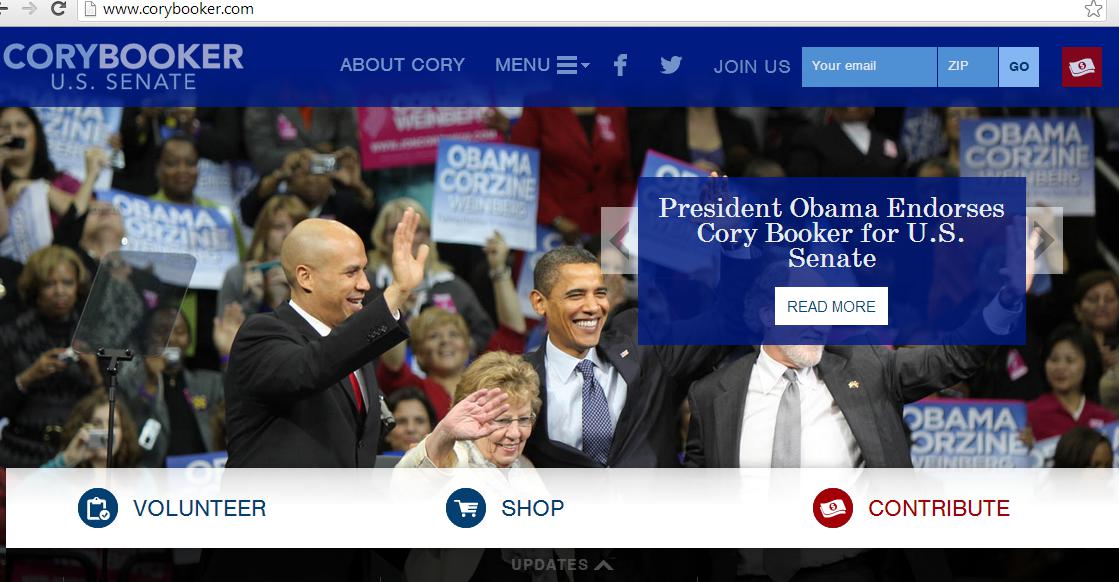 www.corybooker.com
CORYBOOKER
U.S. SENATE
ABOUT CORY
MENU
JOIN US
Your email
ZIP
GO
CORZINE
WEINBERG
OBAMA
CORZINE
WEINBERG
OBAMA
CORZINE
OBAMA
CORZINE
President Obama Endorses
Cory Booker for U.S.
Senate
READ MORE
OBAMA
CORZINE
WEINBERG
VOLUNTEER
SHOP
CONTRIBUTE
UPDATES